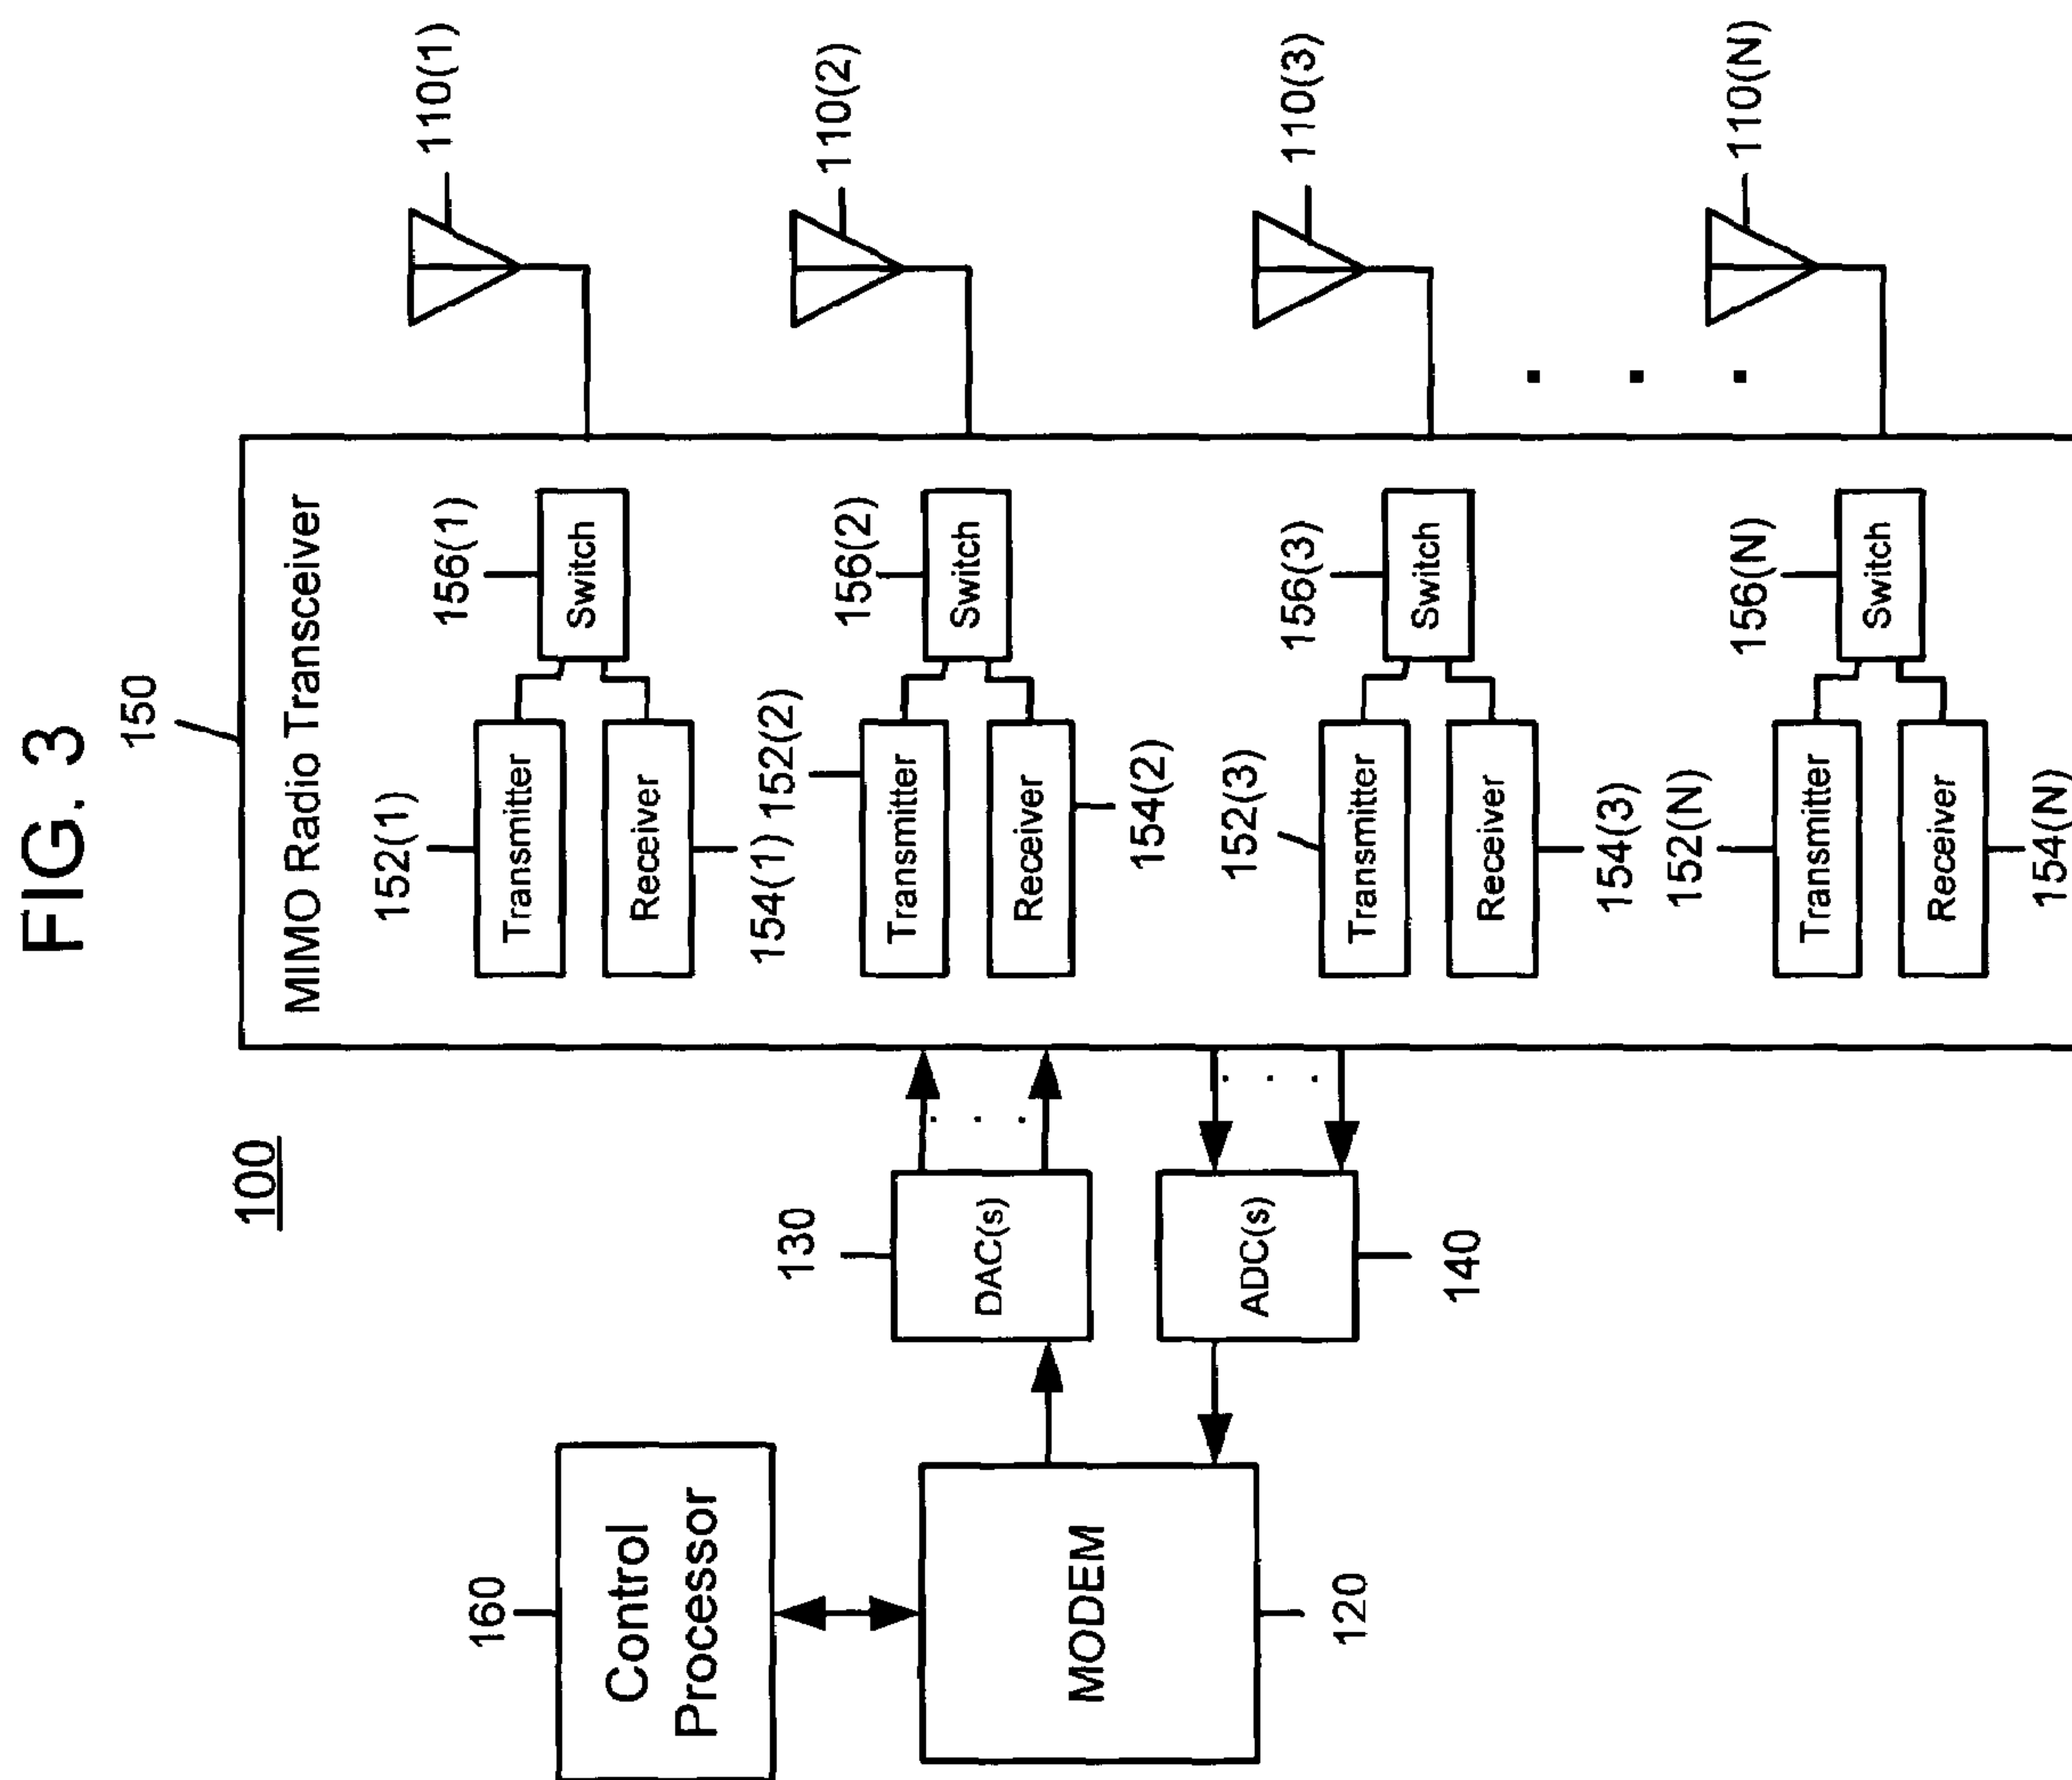 FIG. 3
100
150
MIMO Radio Transceiver
152(1)
Transmitter
Receiver
154(1)
156(1)
Switch
110(1)
152(2)
Transmitter
Receiver
154(2)
156(2)
Switch
110(2)
152(3)
Transmitter
Receiver
154(3)
156(3)
Switch
110(3)
152(N)
Transmitter
Receiver
154(N)
156(N)
Switch
110(N)
160
Control
Processor
MODEM
120
130
DAC(s)
ADC(s)
140